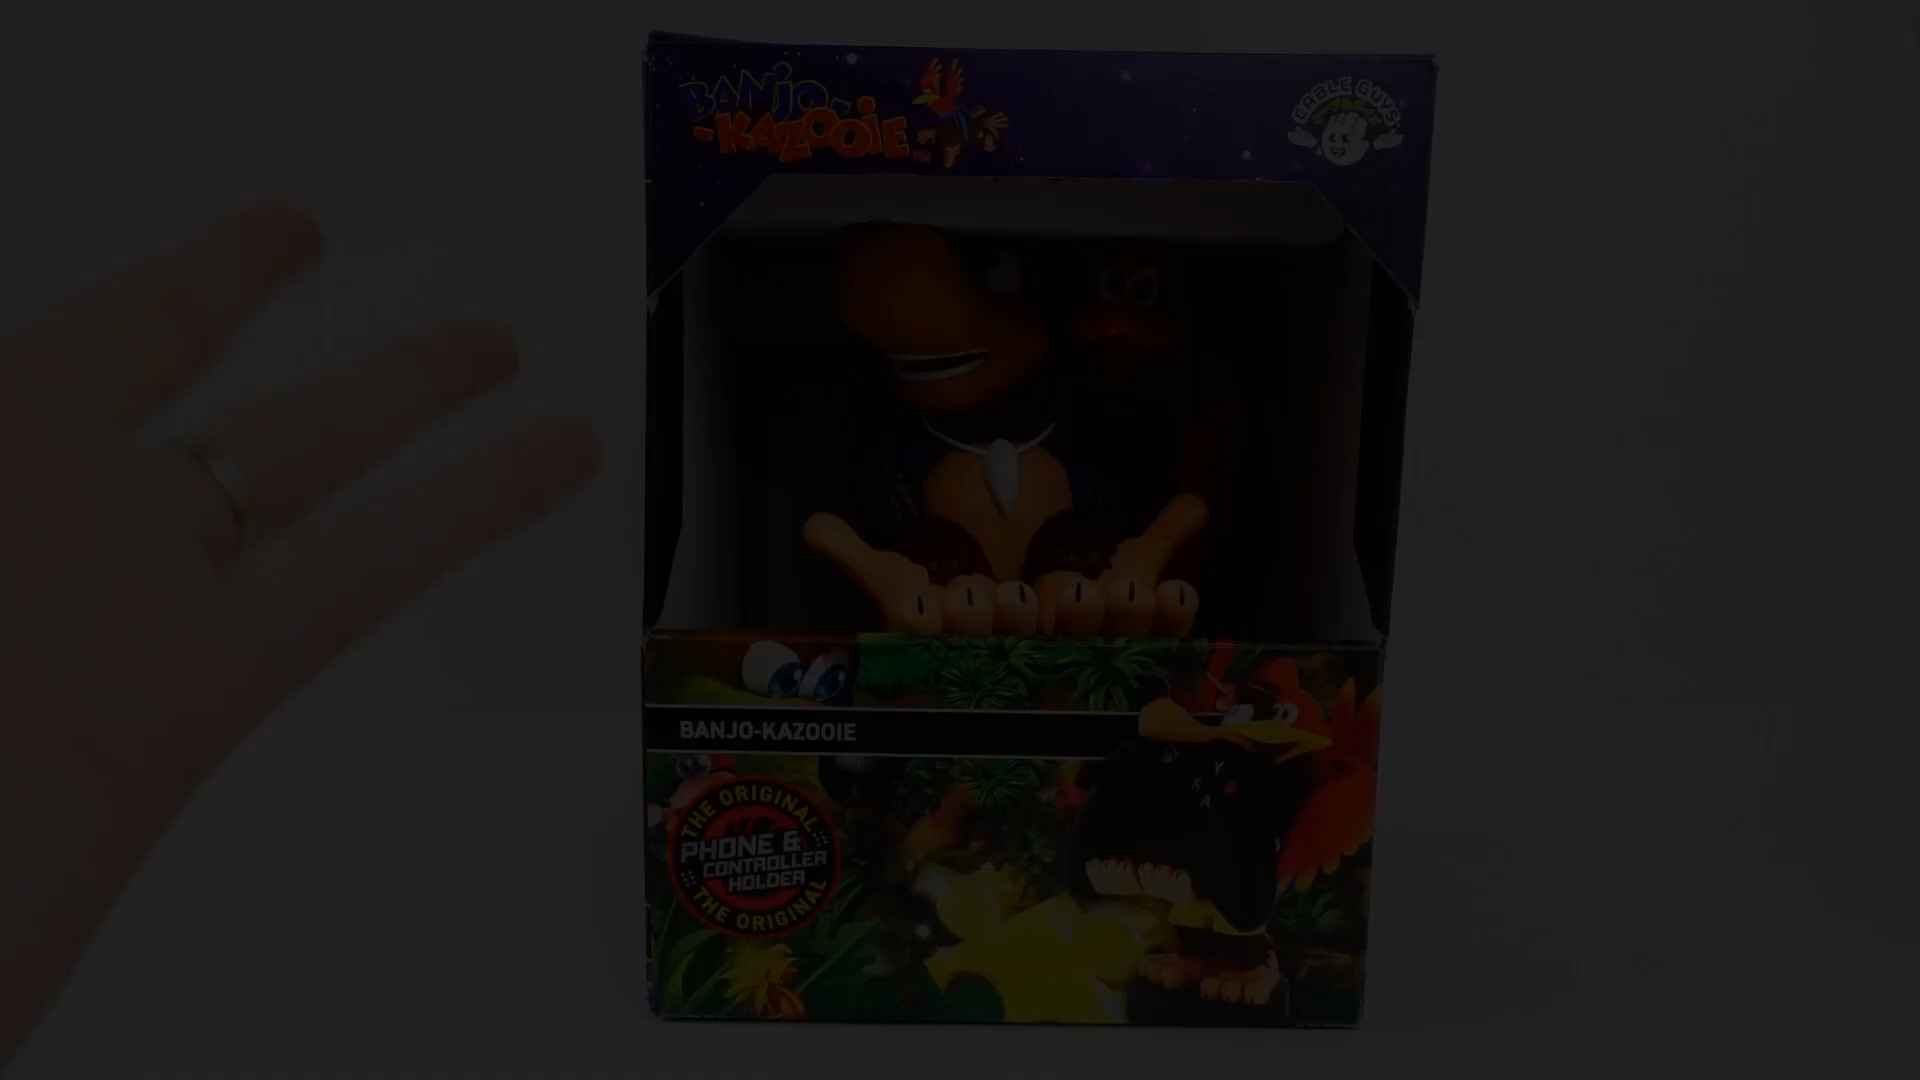 BANJO-
-KAZOOIE
CABLE GUYS
BANJO-KAZOOIE
THE ORIGINAL
PHONE &
CONTROLLER
HOLDER
THE ORIGINAL
Y
X
A